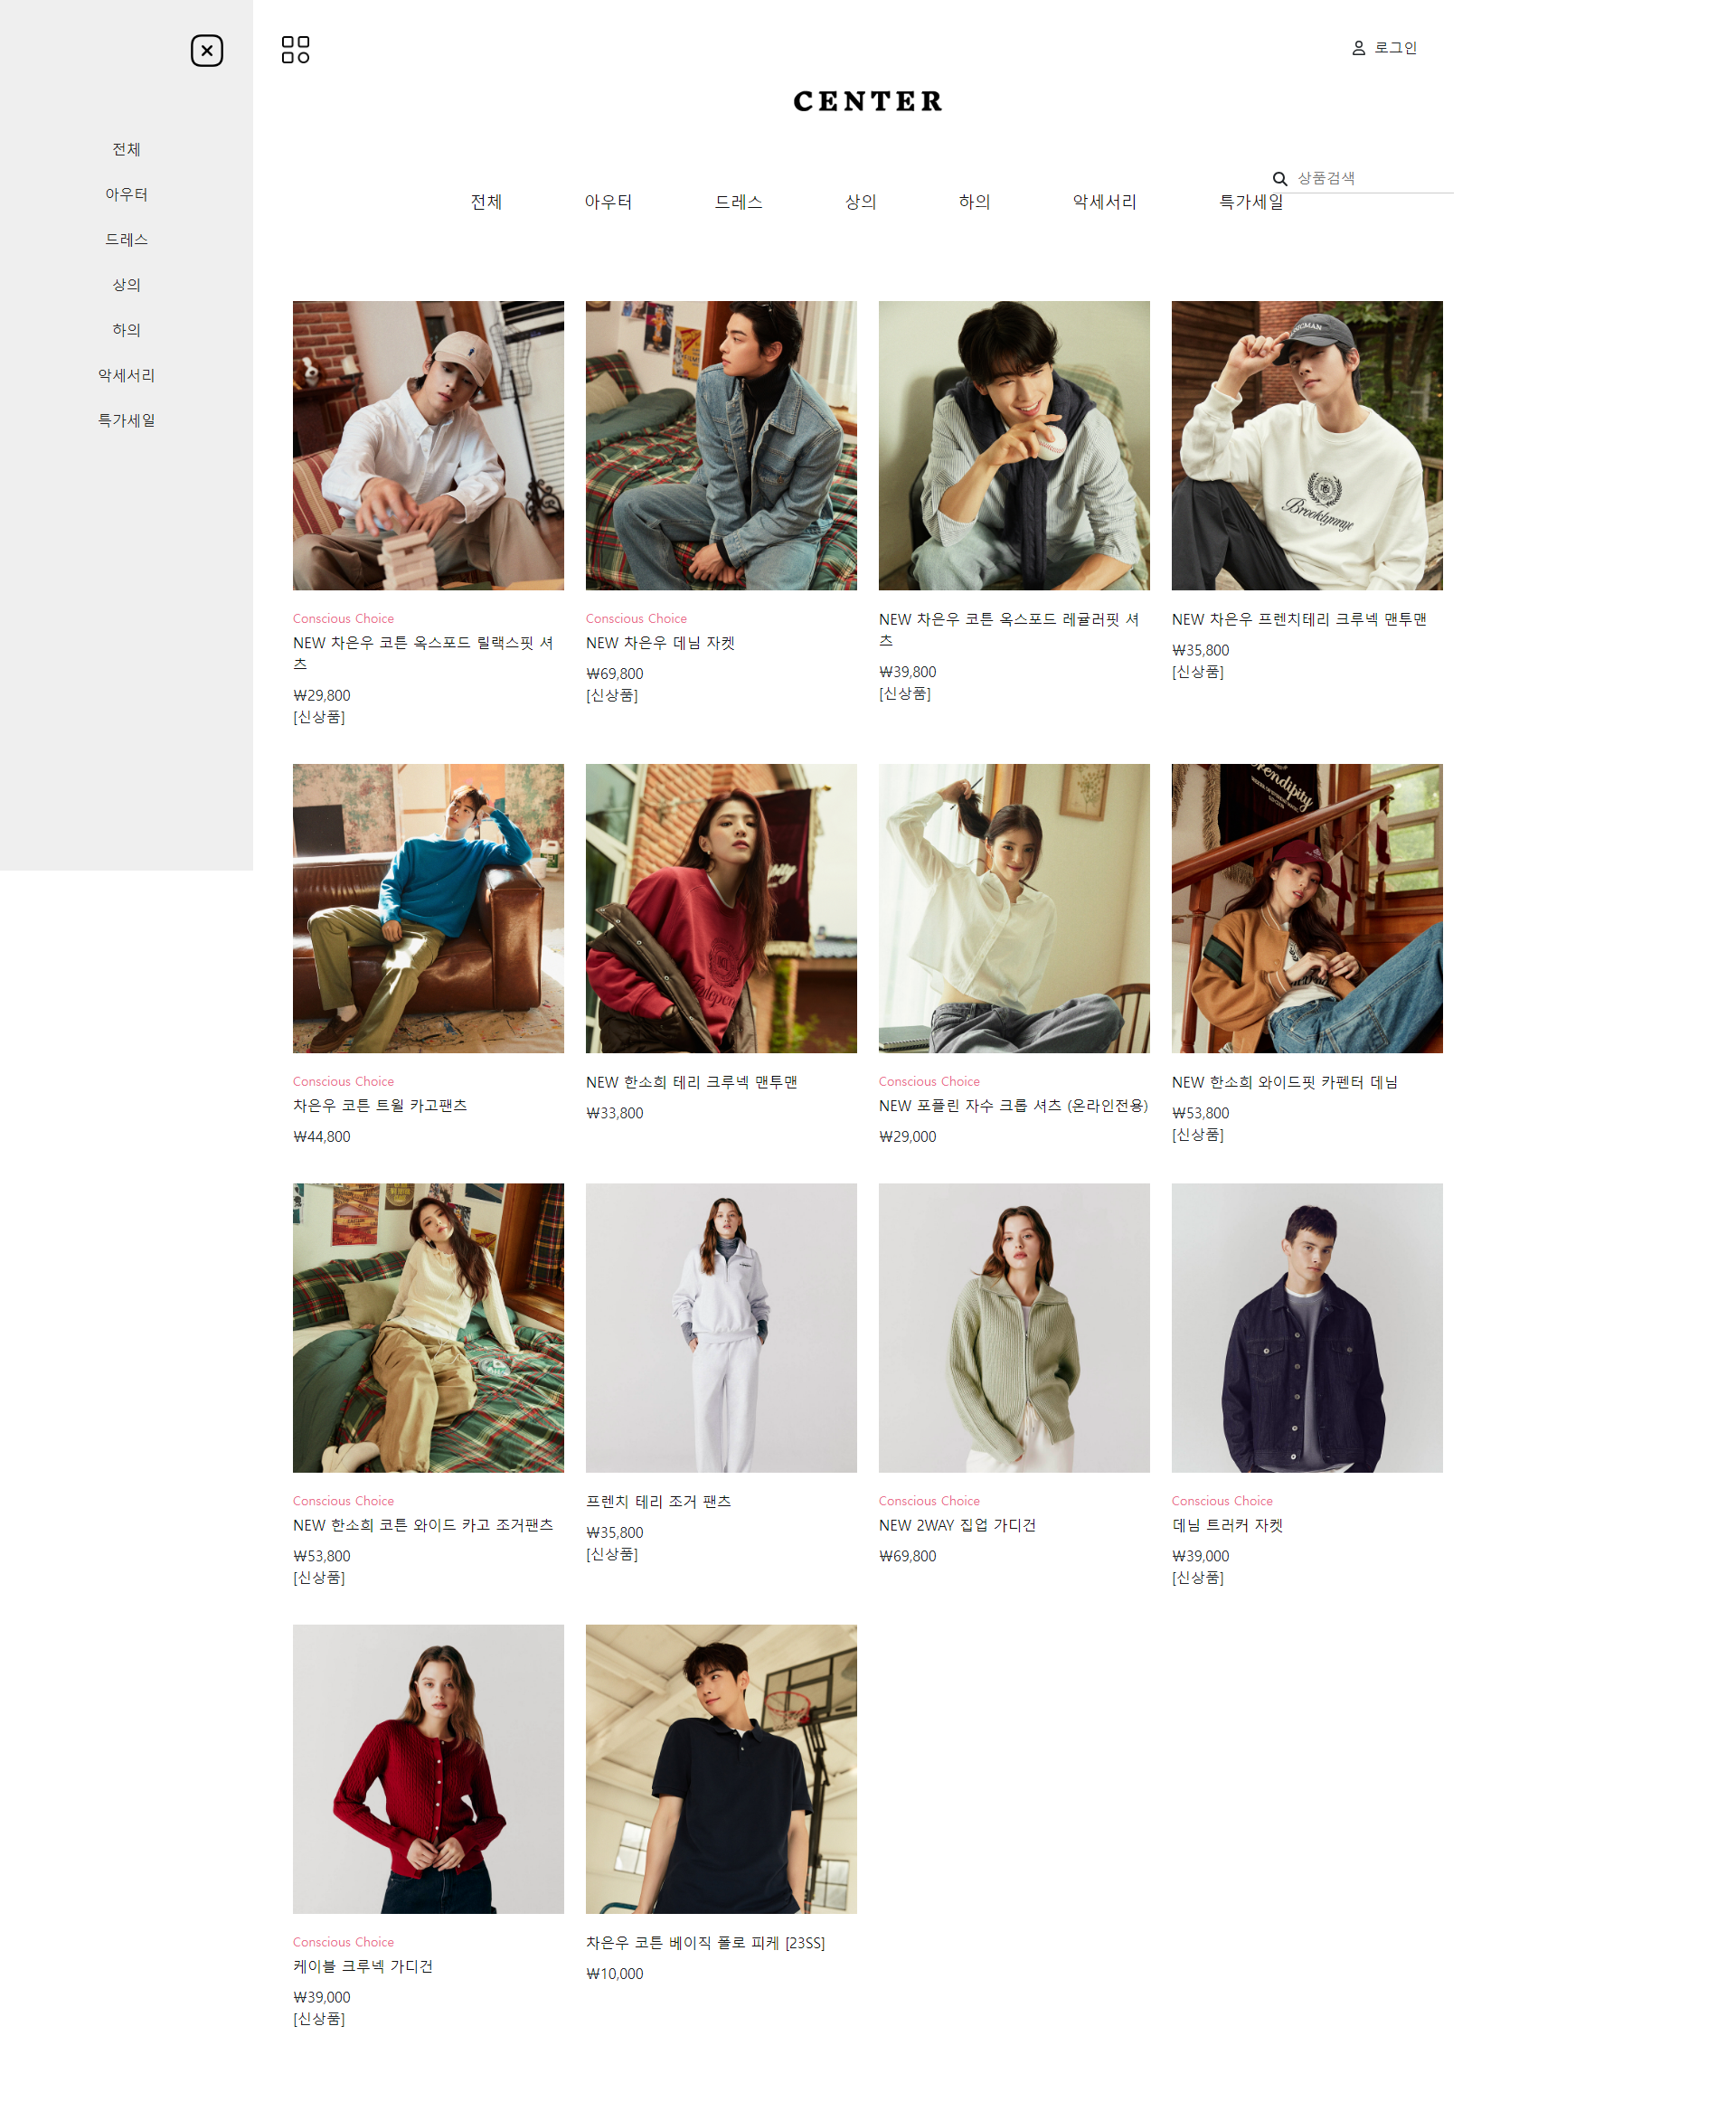 로그인
CENTER
상품검색
전체
아우터
드레스
상의
하의
악세서리
특가세일
전체 아우터 드레스 상의 하의 악세서리 특가세일
Brooklynnyc
Conscious Choice
NEW 차은우 코튼 옥스포드 릴랙스핏 셔
츠
₩29,800
[신상품]
Conscious Choice
NEW 차은우 데님 자켓
₩69,800
[신상품]
NEW 차은우 코튼 옥스포드 레귤러핏 셔
츠
₩39,800
[신상품]
NEW 차은우 프렌치테리 크루넥 맨투맨
₩35,800
[신상품]
Conscious Choice
차은우 코튼 트윌 카고팬츠
₩44,800
NEW 한소희 테리 크루넥 맨투맨
₩33,800
Conscious Choice
NEW 포플린 자수 크롭 셔츠 (온라인전용)
₩29,000
NEW 한소희 와이드핏 카펜터 데님
₩53,800
[신상품]
Conscious Choice
NEW 한소희 코튼 와이드 카고 조거팬츠
₩53,800
[신상품]
프렌치 테리 조거 팬츠
₩35,800
[신상품]
Conscious Choice
NEW 2WAY 집업 가디건
₩69,800
Conscious Choice
데님 트러커 자켓
₩39,000
[신상품]
Conscious Choice
케이블 크루넥 가디건
₩39,000
[신상품]
차은우 코튼 베이직 폴로 피케 [23SS]
₩10,000